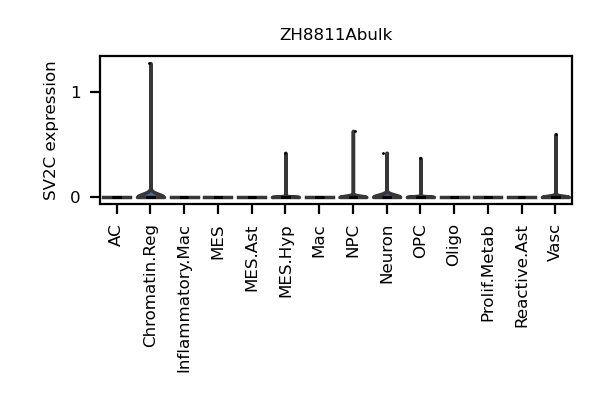 ZH8811Abulk
SV2C expression
1
0
AC
Chromatin.Reg
Inflammatory.Mac
MES
MES.Ast
MES.Hyp
Mac
NPC
Neuron
OPC
Oligo
Prolif.Metab
Reactive.Ast
Vasc